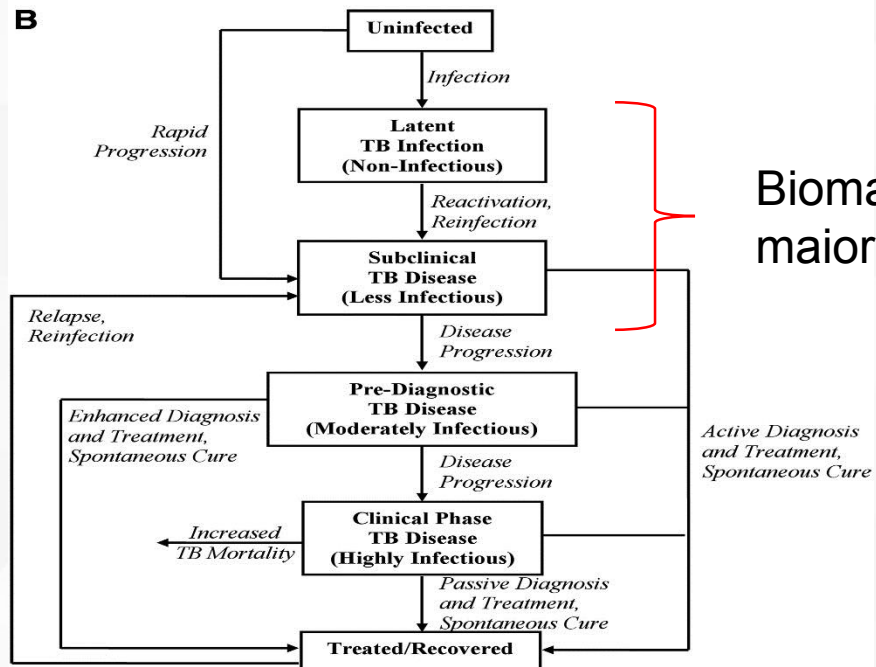 B
Uninfected
Infection
Rapid
Progression
Latent
TB Infection
(Non-Infectious)
Reactivation,
Reinfection
Subclinical
TB Disease
(Less Infectious)
Relapse,
Reinfection
Disease
Progression
Pre-Diagnostic
TB Disease
(Moderately Infectious)
Enhanced Diagnosis
and Treatment,
Spontaneous Cure
Active Diagnosis
and Treatment,
Spontaneous Cure
Disease
Progression
Clinical Phase
TB Disease
(Highly Infectious)
Increased
TB Mortality
Passive Diagnosis
and Treatment,
Spontaneous Cure
Treated/Recovered